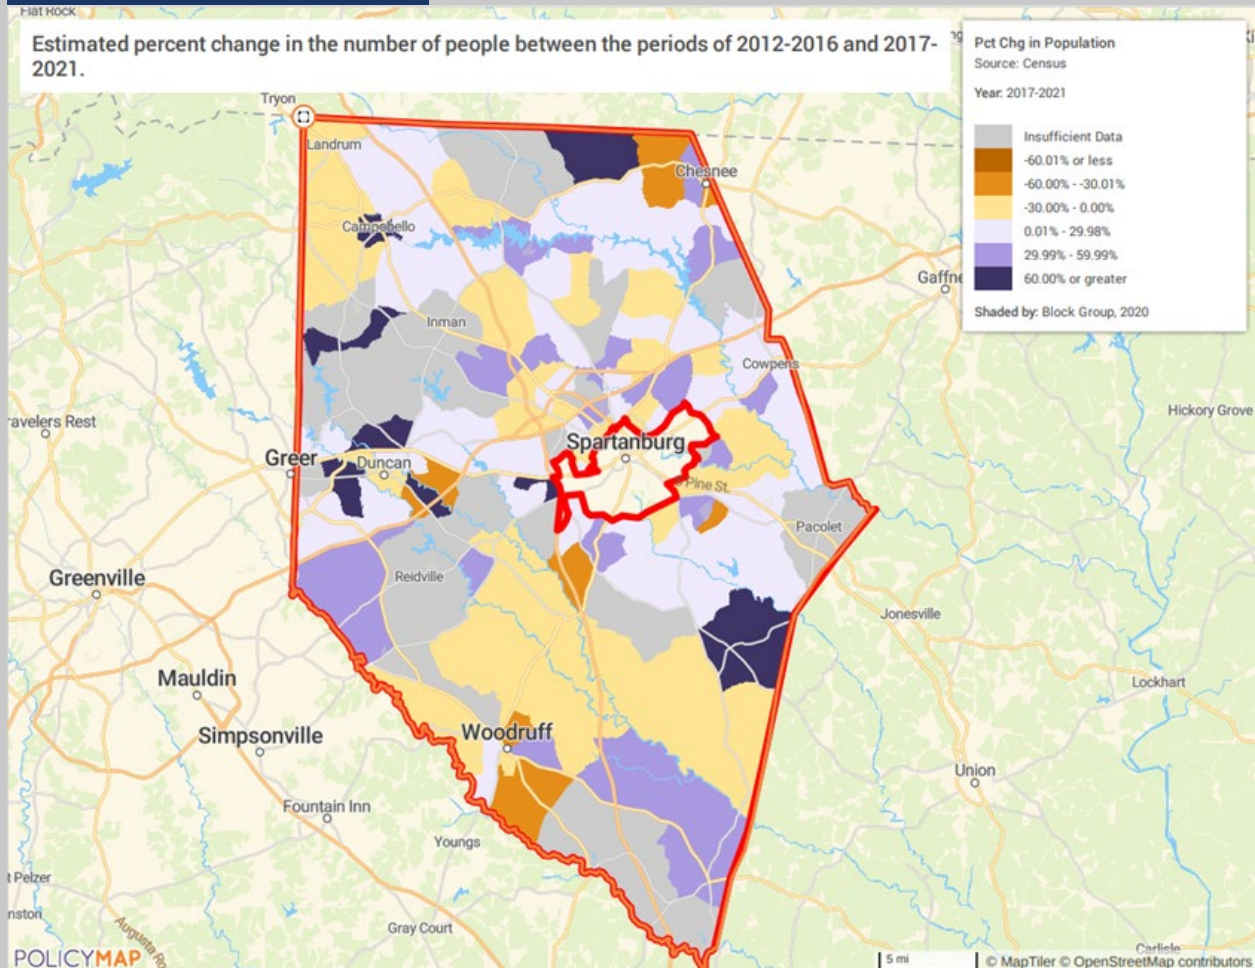 Flat Rock
Estimated percent change in the number of people between the periods of 2012-2016 and 2017-
2021.
Pct Chg in Population
Source: Census
Year: 2017-2021
Insufficient Data
-60.01% or less
-60.00% - -30.01%
-30.00% - 0.00%
0.01% - 29.98%
29.99% - 59.99%
60.00% or greater
Shaded by: Block Group, 2020
Tryon
Landrum
Chesnee
Campobello
Gaffne
Inman
Cowpens
Hickory Grove
ravelers Rest
Spartanburg
Greer
Duncan
Pine St.
Pacolet
Greenville
Reidville
Jonesville
Mauldin
Lockhart
Simpsonville
Woodruff
Union
Fountain Inn
Youngs
t Pelzer
nston
Gray Court
Augusta Ro
Carlisle
POLICYMAP
5 mi
© MapTiler © OpenStreetMap contributors